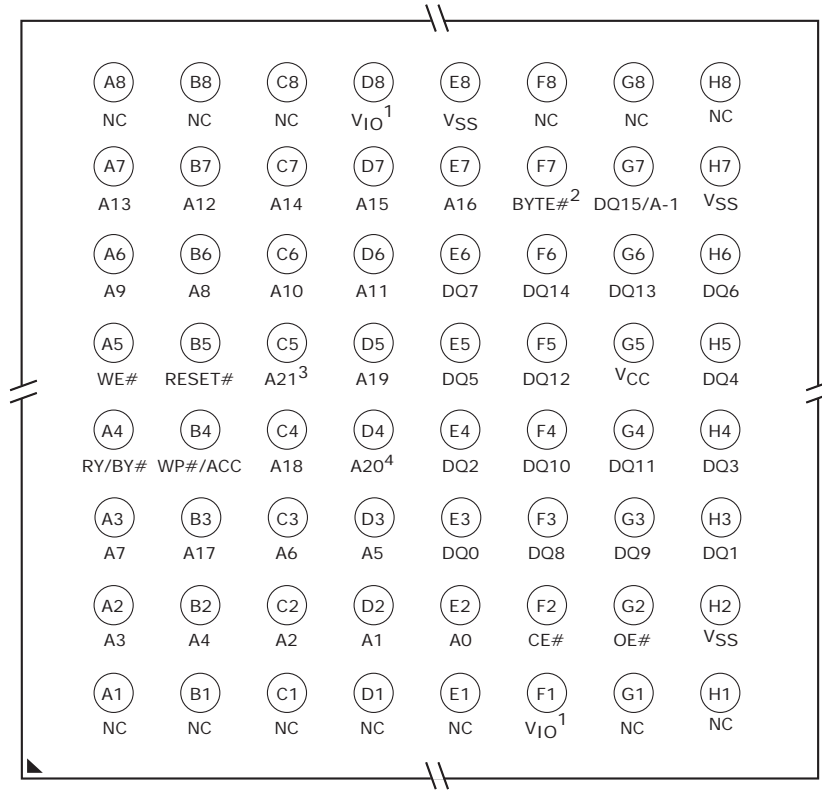 A8 B8 C8 D8 E8 F8 G8 H8
NC NC NC VIO1 VSS NC NC NC
A7 B7 C7 D7 E7 F7 G7 H7
A13 A12 A14 A15 A16 BYTE#2 DQ15/A-1 VSS
A6 B6 C6 D6 E6 F6 G6 H6
A9 A8 A10 A11 DQ7 DQ14 DQ13 DQ6
A5 B5 C5 D5 E5 F5 G5 H5
WE# RESET# A213 A19 DQ5 DQ12 VCC DQ4
A4 B4 C4 D4 E4 F4 G4 H4
RY/BY# WP#/ACC A18 A204 DQ2 DQ10 DQ11 DQ3
A3 B3 C3 D3 E3 F3 G3 H3
A7 A17 A6 A5 DQ0 DQ8 DQ9 DQ1
A2 B2 C2 D2 E2 F2 G2 H2
A3 A4 A2 A1 A0 CE# OE# VSS
A1 B1 C1 D1 E1 F1 G1 H1
NC NC NC NC NC VIO1 NC NC